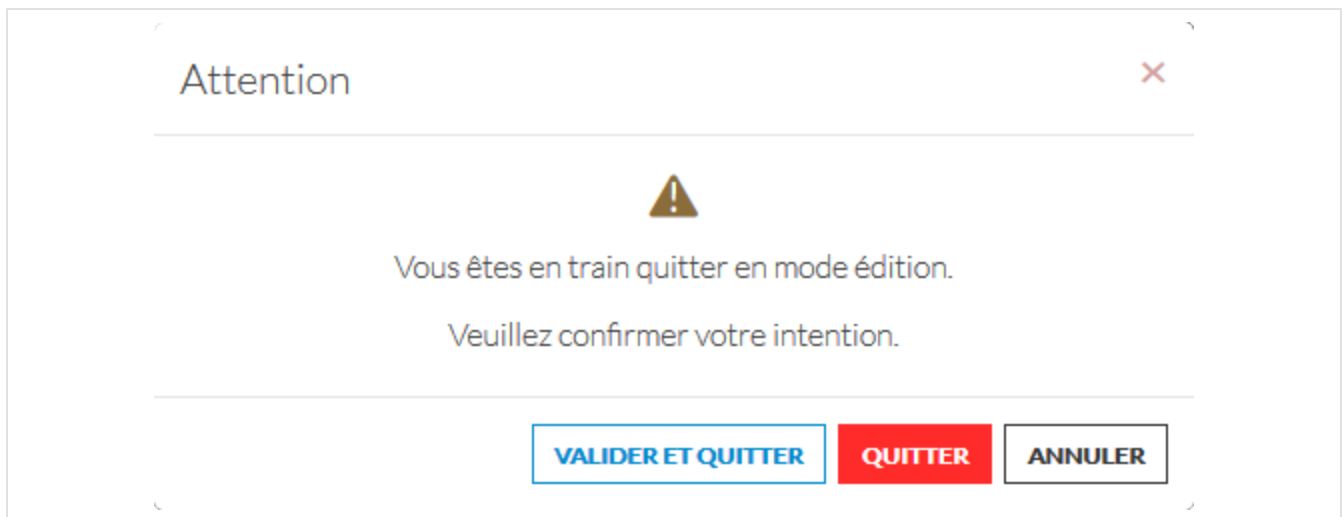 Attention
Vous êtes en train quitter en mode édition.
Veuillez confirmer votre intention.
VALIDER ET QUITTER QUITTER ANNULER